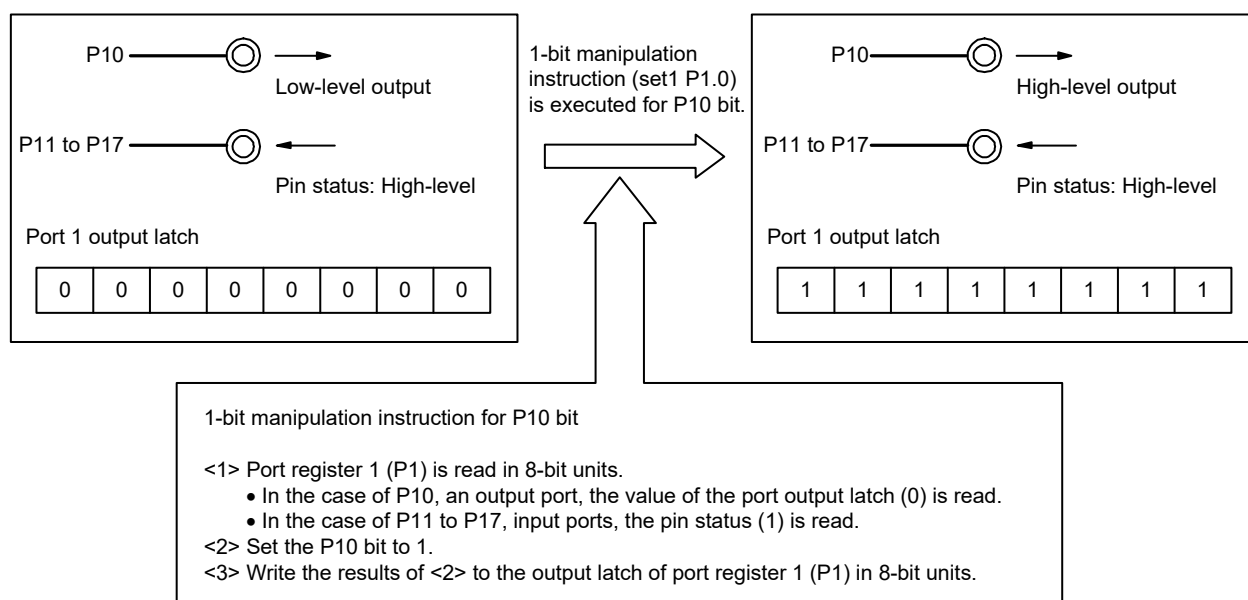 P10
Low-level output
P11 to P17
Pin status: High-level
Port 1 output latch
0 0 0 0 0 0 0 0
1-bit manipulation
instruction (set1 P1.0)
is executed for P10 bit.
P10
High-level output
P11 to P17
Pin status: High-level
Port 1 output latch
1 1 1 1 1 1 1 1
1-bit manipulation instruction for P10 bit
<1> Port register 1 (P1) is read in 8-bit units.
• In the case of P10, an output port, the value of the port output latch (0) is read.
• In the case of P11 to P17, input ports, the pin status (1) is read.
<2> Set the P10 bit to 1.
<3> Write the results of <2> to the output latch of port register 1 (P1) in 8-bit units.